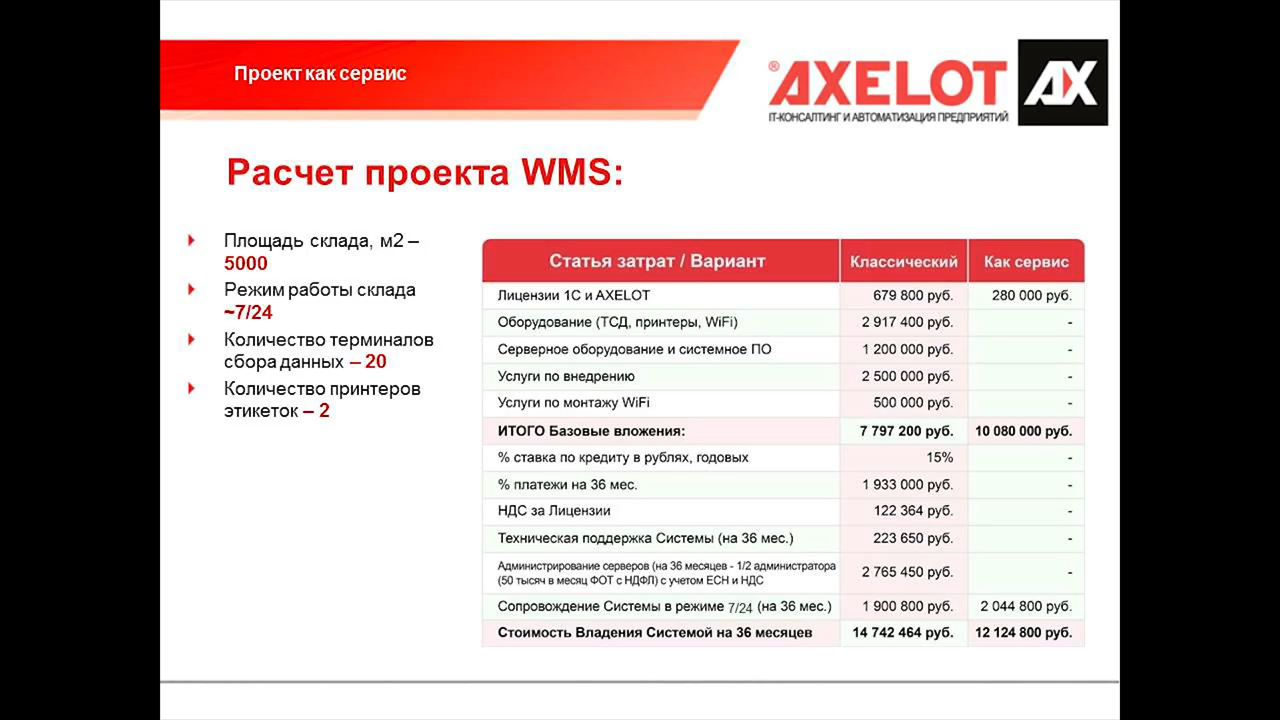 Проект как сервис
®AXELOT AX
IT-КОНСАЛТИНГ И АВТОМАТИЗАЦИЯ ПРЕДПРИЯТИЙ
Расчет проекта WMS:
Площадь склада, м2 –
5000
Режим работы склада
~7/24
Количество терминалов
сбора данных – 20
Количество принтеров
этикеток – 2
Статья затрат / Вариант Классический Как сервис
Лицензии 1С и AXELOT 679 800 руб. 280 000 руб.
Оборудование (ТСД, принтеры, WiFi) 2 917 400 руб. -
Серверное оборудование и системное ПО 1 200 000 руб. -
Услуги по внедрению 2 500 000 руб. -
Услуги по монтажу WiFi 500 000 руб. -
ИТОГО Базовые вложения: 7 797 200 руб. 10 080 000 руб.
% ставка по кредиту в рублях, годовых 15% -
% платежи на 36 мес. 1 933 000 руб. -
НДС за Лицензии 122 364 руб. -
Техническая поддержка Системы (на 36 мес.) 223 650 руб. -
Администрирование серверов (на 36 месяцев - 1/2 администратора
(50 тысяч в месяц ФОТ с НДФЛ) с учетом ЕСН и НДС 2 765 450 руб. -
Сопровождение Системы в режиме 7/24 (на 36 мес.) 1 900 800 руб. 2 044 800 руб.
Стоимость Владения Системой на 36 месяцев 14 742 464 руб. 12 124 800 руб.